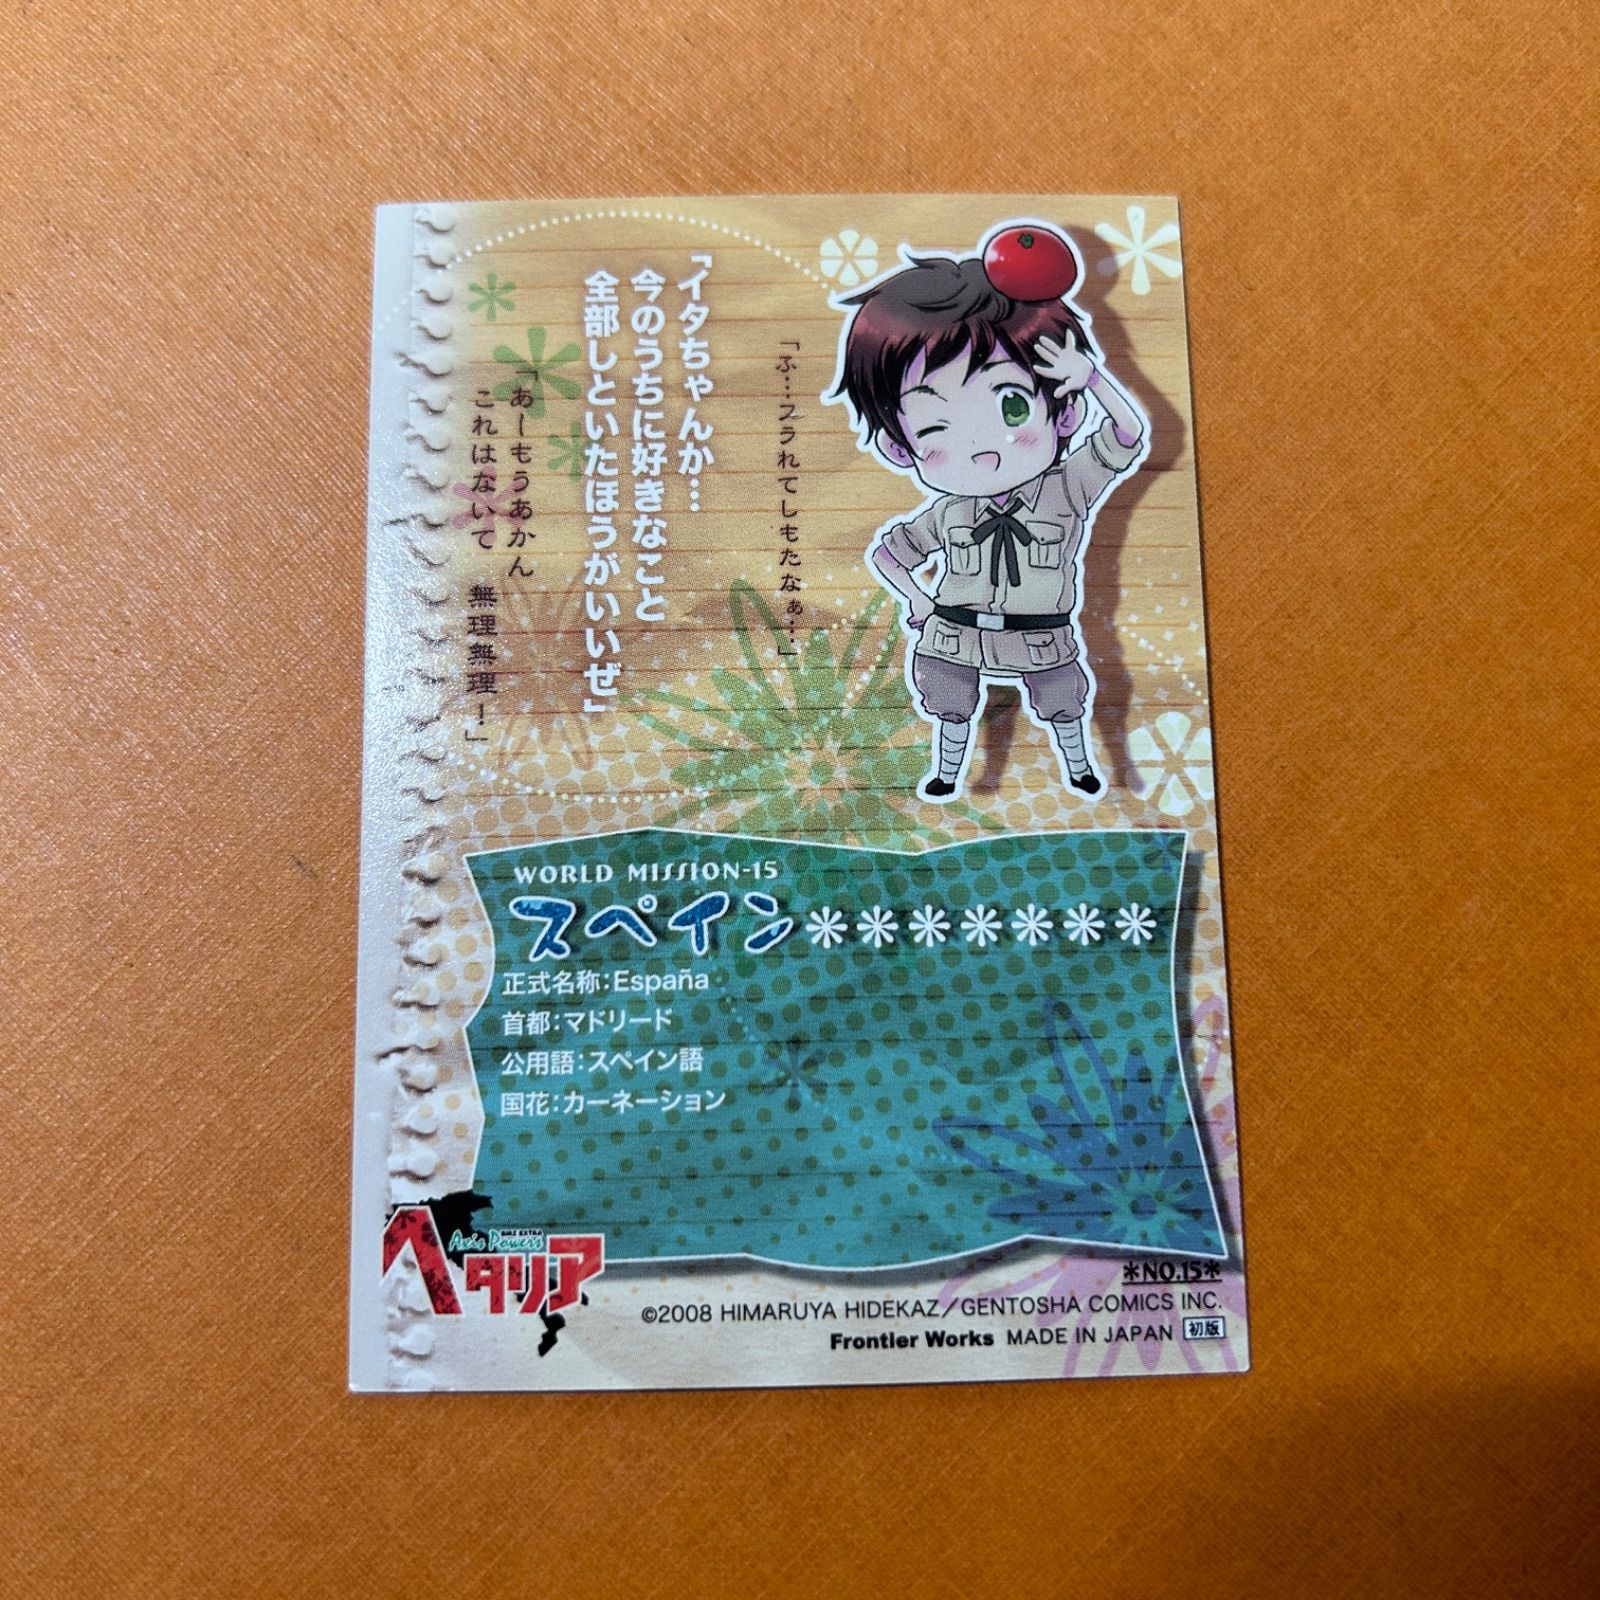 「ふ…スられてしもたなぁ…」
「イタちゃんか…
今のうちに好きなこと
全部しといたほうがいいぜ」
「あーもうあかん
これはないて 無理無理！」
WORLD MISSION-15
スペイン*******
正式名称:España
首都:マドリード
公用語:スペイン語
国花:カーネーション
Axis Powers
ヘタリア
*NO.15*
©2008 HIMARUYA HIDEKAZ/GENTOSHA COMICS INC.
Frontier Works MADE IN JAPAN 初版